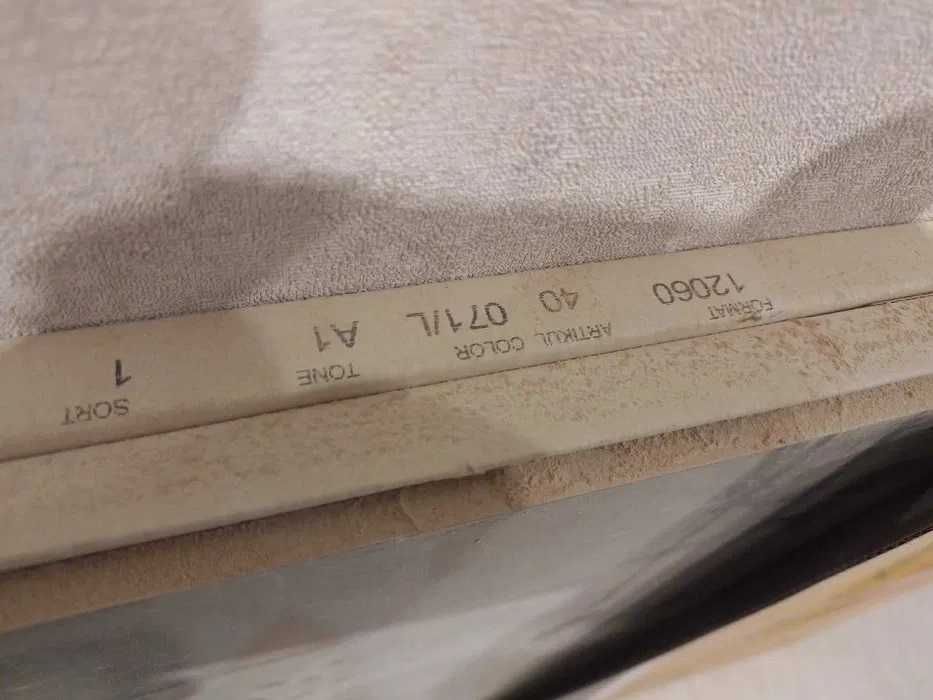 FORMAT ARTIKUL COLOR TONE SORT
12060 40 071/L A1 1